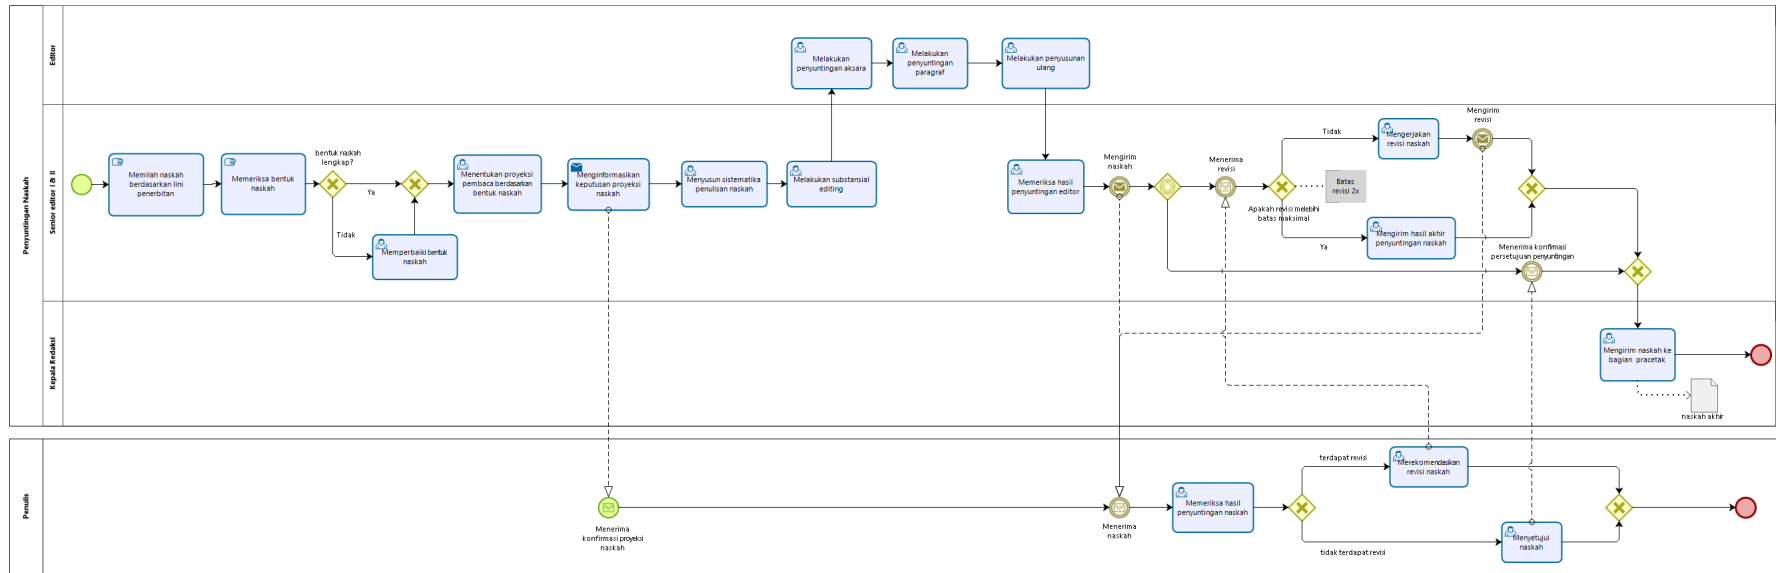 Penyuntingan Naskah
Editor
Melakukan
penyuntingan aksara
Melakukan
penyuntingan
paragraf
Melakukan penyusunan
ulang
Senior editor I & II
Memilah naskah
berdasarkan lini
penerbitan
Memeriksa bentuk
naskah
bentuk naskah
lengkap?
Ya
Tidak
Memperbaiki bentuk
naskah
Menentukan proyeksi
pembaca berdasarkan
bentuk naskah
Menginformasikan
keputusan proyeksi
naskah
Menyusun sistematika
penulisan naskah
Melakukan substansial
editing
Memeriksa hasil
penyuntingan editor
Mengirim
naskah
Menerima
revisi
Apakah revisi melebihi
batas maksimal
Batas
revisi 2x
Tidak
Mengerjakan
revisi naskah
Mengirim
revisi
Ya
Mengirim hasil akhir
penyuntingan naskah
Menerima konfirmasi
persetujuan penyuntingan
Kepala Redaksi
Mengirim naskah ke
bagian pracetak
naskah akhir
Penulis
Menerima
konfirmasi proyeksi
naskah
Menerima
naskah
Memeriksa hasil
penyuntingan naskah
terdapat revisi
Merekomendasikan
revisi naskah
tidak terdapat revisi
Menyetujui
naskah